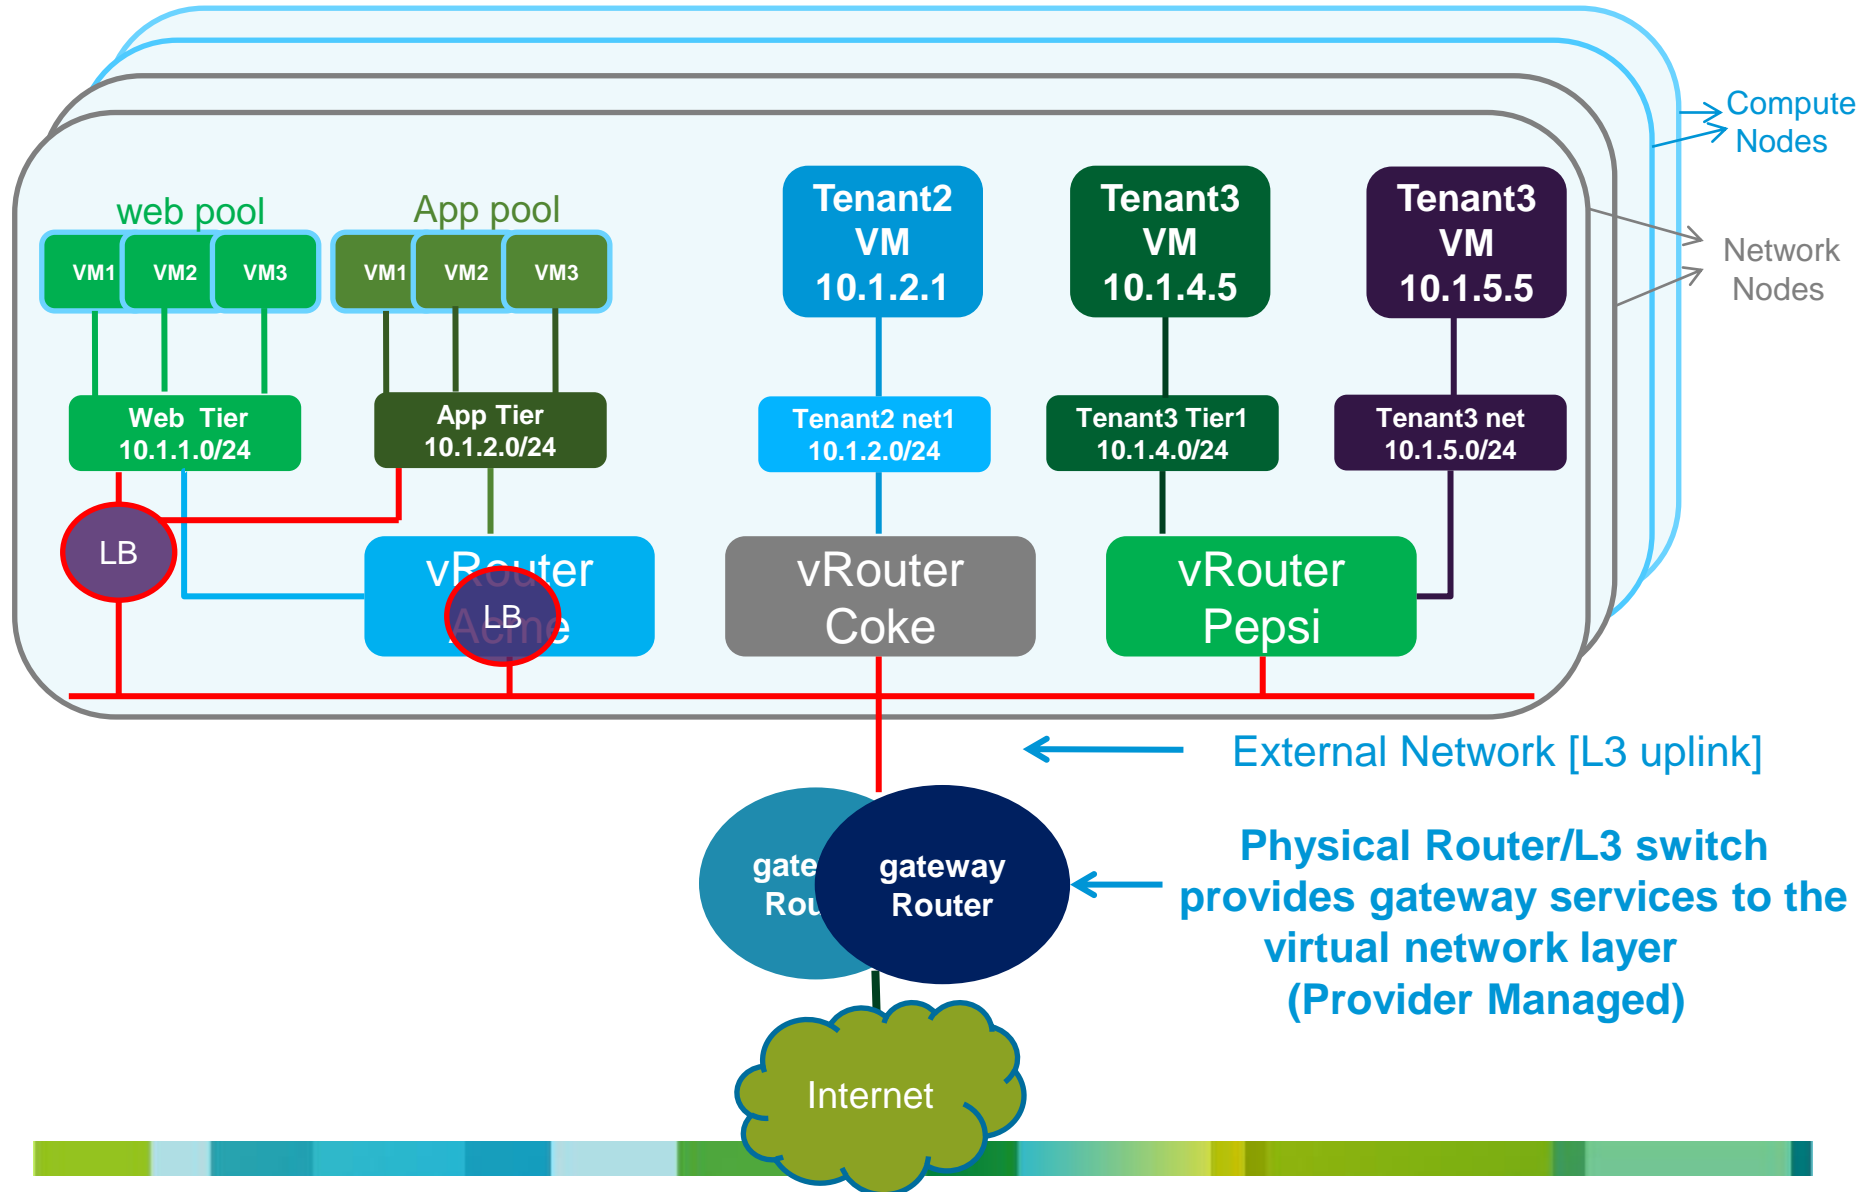 Compute
Nodes
Network
Nodes
web pool
App pool
VM1
VM2
VM3
VM1
VM2
VM3
Tenant2
VM
10.1.2.1
Tenant3
VM
10.1.4.5
Tenant3
VM
10.1.5.5
Web Tier
10.1.1.0/24
App Tier
10.1.2.0/24
Tenant2 net1
10.1.2.0/24
Tenant3 Tier1
10.1.4.0/24
Tenant3 net
10.1.5.0/24
LB
vRouter
Acme
LB
vRouter
Coke
vRouter
Pepsi
External Network [L3 uplink]
gate
Rou
gateway
Router
Physical Router/L3 switch
provides gateway services to the
virtual network layer
(Provider Managed)
Internet